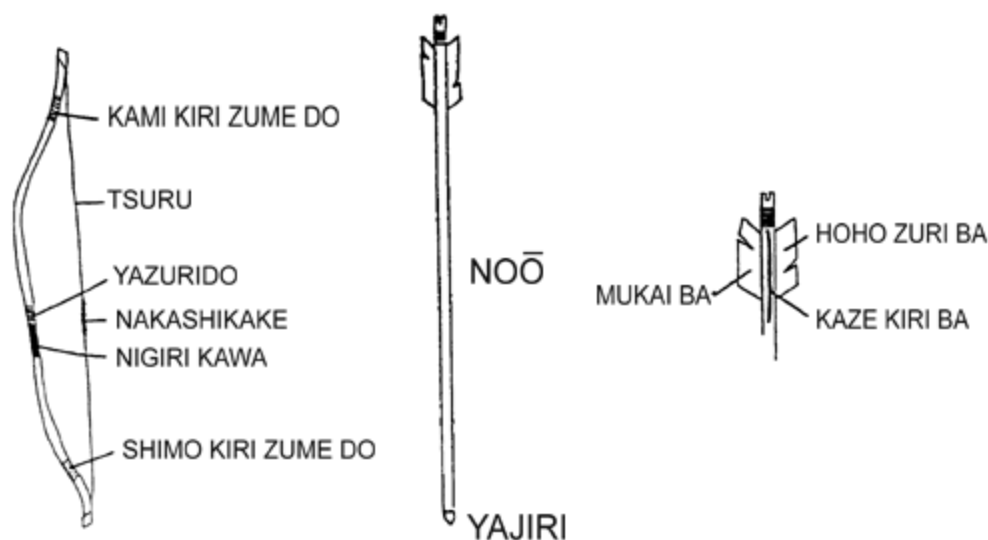 KAMI KIRI ZUME DO
TSURU
YAZURIDO
NAKASHIKAKE
NIGIRI KAWA
SHIMO KIRI ZUME DO
NOŌ
YAJIRI
HOHO ZURI BA
MUKAI BA
KAZE KIRI BA